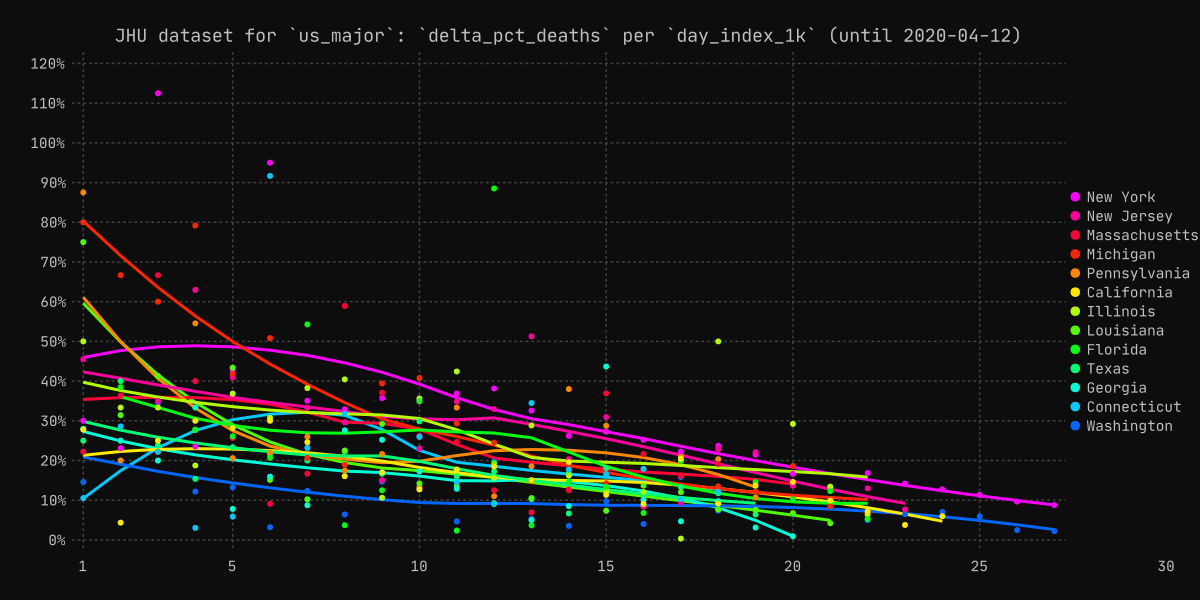 JHU dataset for `us_major`: `delta_pct_deaths` per `day_index_1k` (until 2020-04-12)
120%
110%
100%
90%
80%
70%
60%
50%
40%
30%
20%
10%
0%
1 5 10 15 20 25 30
New York
New Jersey
Massachusetts
Michigan
Pennsylvania
California
Illinois
Louisiana
Florida
Texas
Georgia
Connecticut
Washington